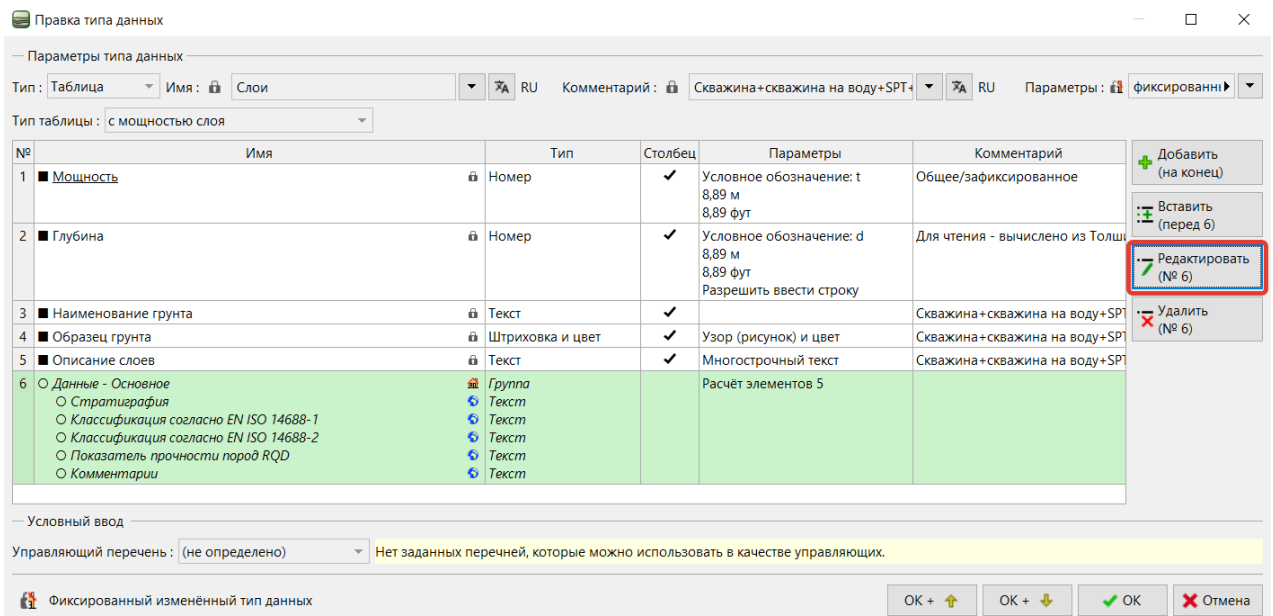 Правка типа данных
Параметры типа данных
Тип : Таблица Имя : Слои RU Комментарий : Скважина+скважина на воду+SPT+ RU Параметры : фиксированны
Тип таблицы : с мощностью слоя
№ Имя Тип Столбец Параметры Комментарий
1 Мощность Номер Условное обозначение: t Общее/зафиксированное
8,89 м
8,89 фут
2 Глубина Номер Условное обозначение: d Для чтения - вычислено из Толщи
8,89 м
8,89 фут
Разрешить ввести строку
3 Наименование грунта Текст Скважина+скважина на воду+SPT
4 Образец грунта Штриховка и цвет Узор (рисунок) и цвет Скважина+скважина на воду+SPT
5 Описание слоев Текст Многострочный текст Скважина+скважина на воду+SPT
6 Данные - Основное Группа Расчёт элементов 5
Стратиграфия Текст
Классификация согласно EN ISO 14688-1 Текст
Классификация согласно EN ISO 14688-2 Текст
Показатель прочности пород RQD Текст
Комментарии Текст
Добавить
(на конец)
Вставить
(перед 6)
Редактировать
(№ 6)
Удалить
(№ 6)
Условный ввод
Управляющий перечень : (не определено) Нет заданных перечней, которые можно использовать в качестве управляющих.
Фиксированный изменённый тип данных OK + OK + OK Отмена